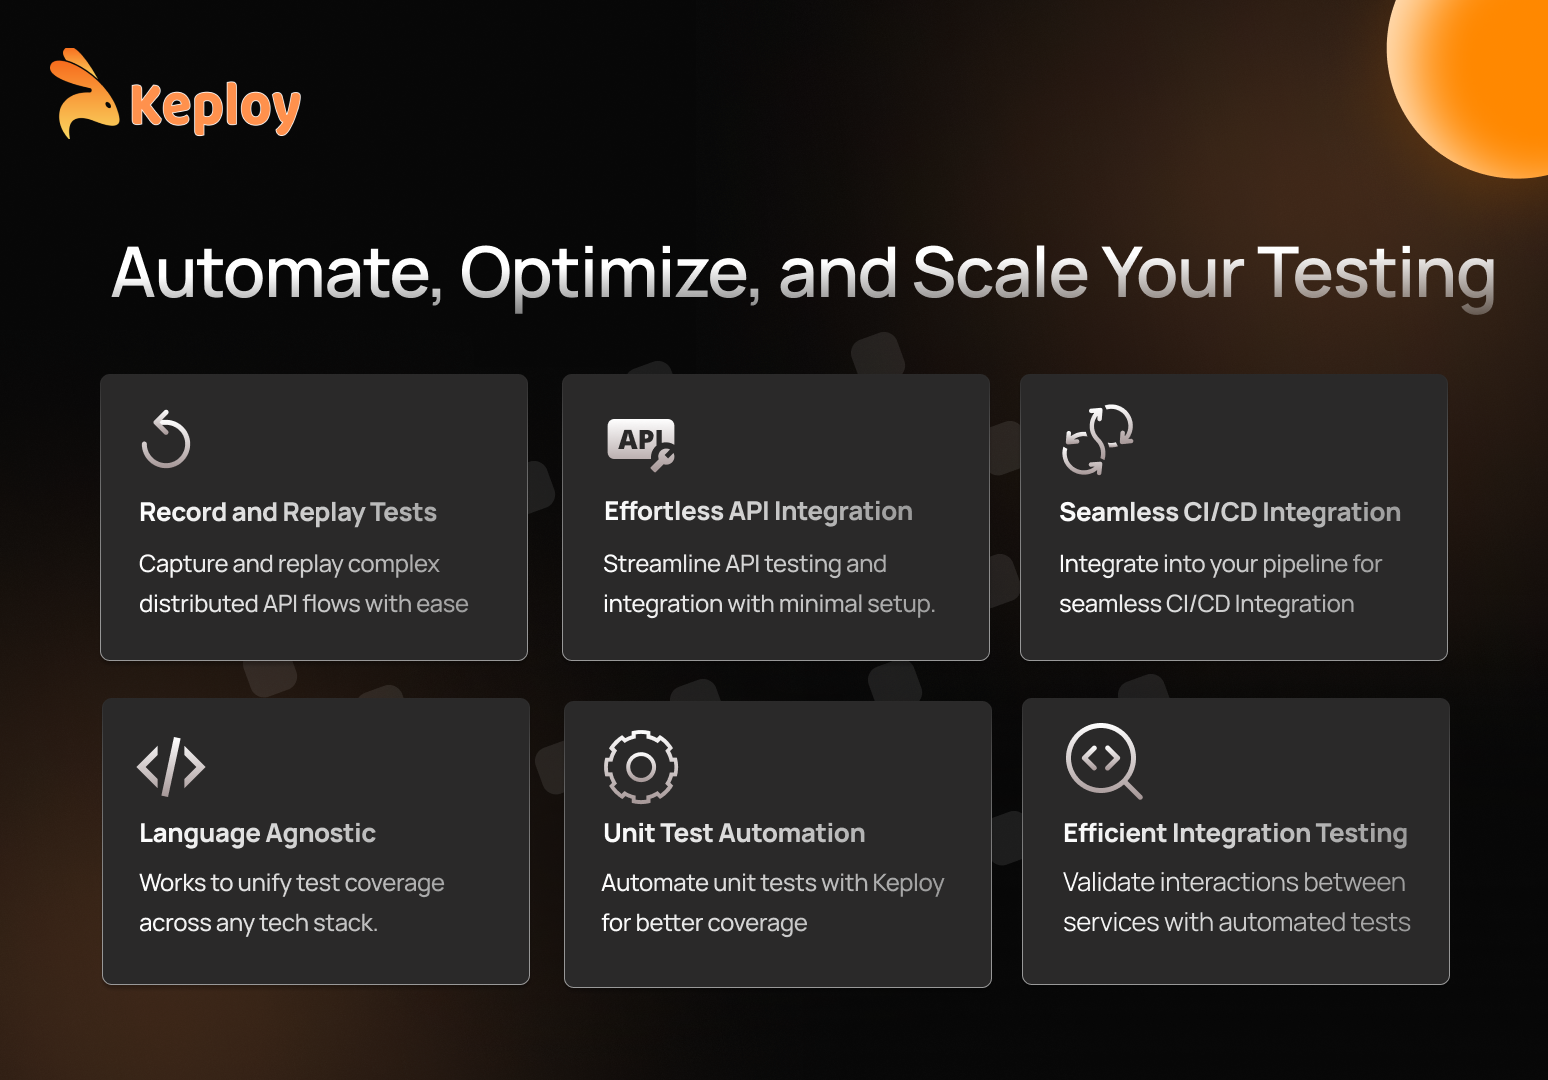 Keploy
Automate, Optimize, and Scale Your Testing
Record and Replay Tests
Capture and replay complex
distributed API flows with ease
API
Effortless API Integration
Streamline API testing and
integration with minimal setup.
Seamless CI/CD Integration
Integrate into your pipeline for
seamless CI/CD Integration
Language Agnostic
Works to unify test coverage
across any tech stack.
Unit Test Automation
Automate unit tests with Keploy
for better coverage
Efficient Integration Testing
Validate interactions between
services with automated tests